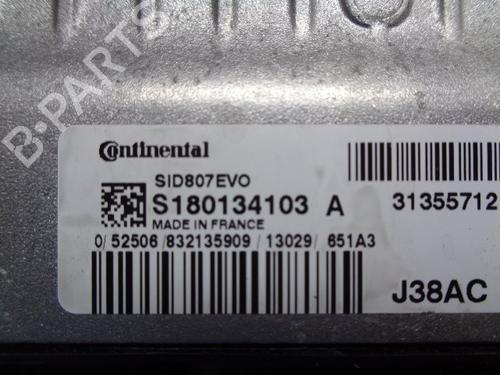 B-PARTS
Continental
SID807EVO
S180134103 A
31355712
MADE IN FRANCE
0/52506/832135909/13029/651A3
J38AC